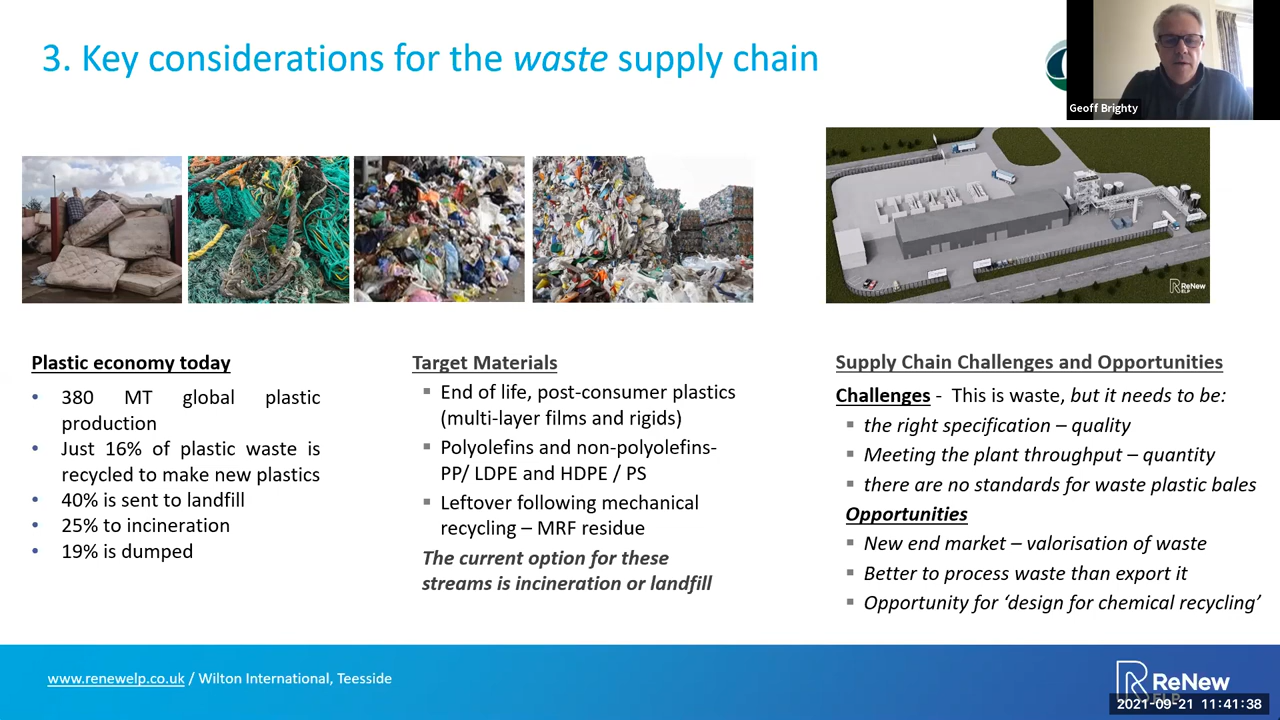 3. Key considerations for the waste supply chain
Geoff Brighty
ReNew
ELP
Plastic economy today
• 380 MT global plastic
production
• Just 16% of plastic waste is
recycled to make new plastics
• 40% is sent to landfill
• 25% to incineration
• 19% is dumped
Target Materials
▪ End of life, post-consumer plastics
(multi-layer films and rigids)
▪ Polyolefins and non-polyolefins-
PP/ LDPE and HDPE / PS
▪ Leftover following mechanical
recycling – MRF residue
The current option for these
streams is incineration or landfill
Supply Chain Challenges and Opportunities
Challenges - This is waste, but it needs to be:
▪ the right specification – quality
▪ Meeting the plant throughput – quantity
▪ there are no standards for waste plastic bales
Opportunities
▪ New end market – valorisation of waste
▪ Better to process waste than export it
▪ Opportunity for ‘design for chemical recycling’
www.renewelp.co.uk / Wilton International, Teesside
ReNew
ELP
2021-09-21 11:41:38